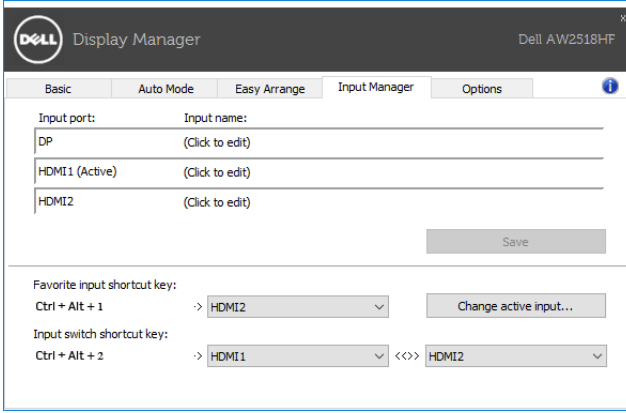 DELL Display Manager Dell AW2518HF
x
Basic Auto Mode Easy Arrange Input Manager Options i
Input port: Input name:
DP (Click to edit)
HDMI1 (Active) (Click to edit)
HDMI2 (Click to edit)
Save
Favorite input shortcut key:
Ctrl + Alt + 1 -> HDMI2 Change active input...
Input switch shortcut key:
Ctrl + Alt + 2 -> HDMI1 <<>> HDMI2